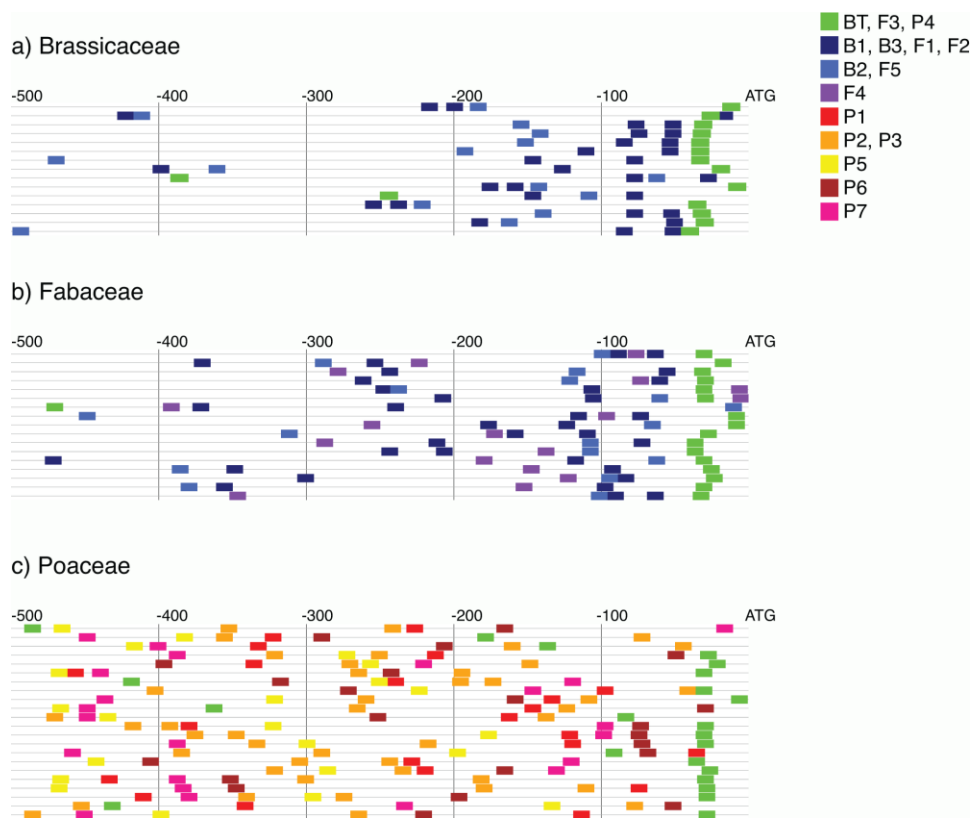 a) Brassicaceae
-500 -400 -300 -200 -100 ATG
b) Fabaceae
-500 -400 -300 -200 -100 ATG
c) Poaceae
-500 -400 -300 -200 -100 ATG
BT, F3, P4
B1, B3, F1, F2
B2, F5
F4
P1
P2, P3
P5
P6
P7